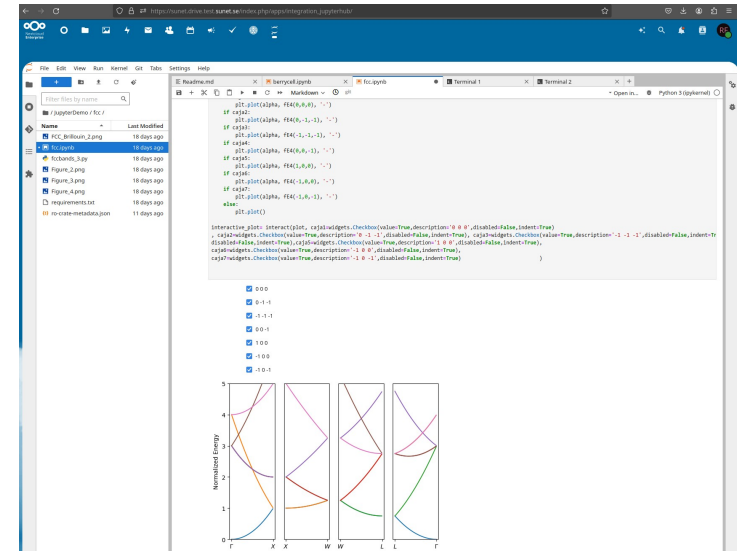 https://sunet.drive.test.sunet.se/index.php/apps/integration_jupyterhub/
Nextcloud
Enterprise
RF
File Edit View Run Kernel Git Tabs Settings Help
Filter files by name
/ JupyterDemo / fcc /
Name Last Modified
FCC_Brillouin_2.png 18 days ago
fcc.ipynb 18 days ago
fccbands_3.py 18 days ago
Figure_2.png 18 days ago
Figure_3.png 18 days ago
Figure_4.png 18 days ago
requirements.txt 18 days ago
ro-crate-metadata.json 11 days ago
Readme.md berrycell.ipynb fcc.ipynb Terminal 1 Terminal 2
Markdown Open in... Python 3 (ipykernel)
plt.plot(alpha, fE4(0,0,0), '-')
if caja2:
plt.plot(alpha, fE4(0,-1,-1), '-')
if caja3:
plt.plot(alpha, fE4(-1,-1,-1), '-')
if caja4:
plt.plot(alpha, fE4(0,0,-1), '-')
if caja5:
plt.plot(alpha, fE4(1,0,0), '-')
if caja6:
plt.plot(alpha, fE4(-1,0,0), '-')
if caja7:
plt.plot(alpha, fE4(-1,0,-1), '-')
else:
plt.plot()
interactive_plot= interact(plot, caja1=widgets.Checkbox(value=True,description='0 0 0',disabled=False,indent=True)
, caja2=widgets.Checkbox(value=True,description='0 -1 -1',disabled=False,indent=True), caja3=widgets.Checkbox(value=True,description='-1 -1 -1',disabled=False,indent=Tr
disabled=False,indent=True),caja5=widgets.Checkbox(value=True,description='1 0 0',disabled=False,indent=True),
caja6=widgets.Checkbox(value=True,description='-1 0 0',disabled=False,indent=True),
caja7=widgets.Checkbox(value=True,description='-1 0 -1',disabled=False,indent=True) )
0 0 0
0 -1 -1
-1 -1 -1
0 0 -1
1 0 0
-1 0 0
-1 0 -1
Normalized Energy
5
4
3
2
1
0
Γ X X W W L L Γ